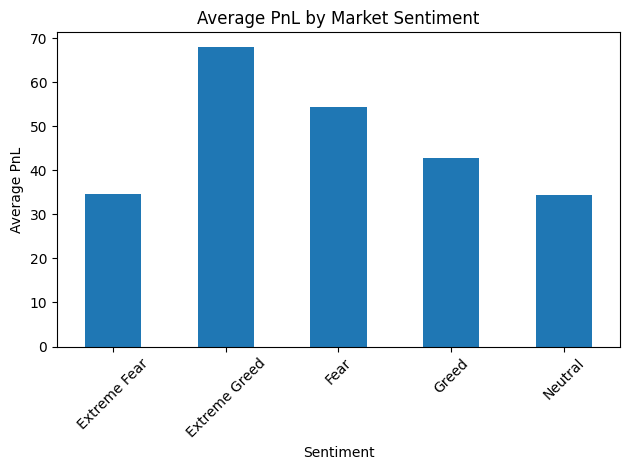 Average PnL by Market Sentiment
Average PnL
70
60
50
40
30
20
10
0
Extreme Fear
Extreme Greed
Fear
Greed
Neutral
Sentiment